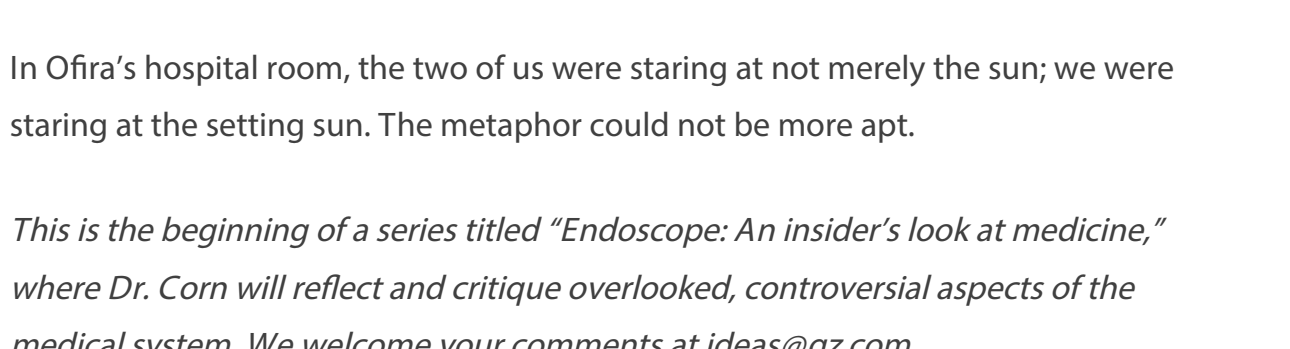 In Ofira’s hospital room, the two of us were staring at not merely the sun; we were
staring at the setting sun. The metaphor could not be more apt.
This is the beginning of a series titled “Endoscope: An insider’s look at medicine,”
where Dr. Corn will reflect and critique overlooked, controversial aspects of the
medical system. We welcome your comments at ideas@qz.com